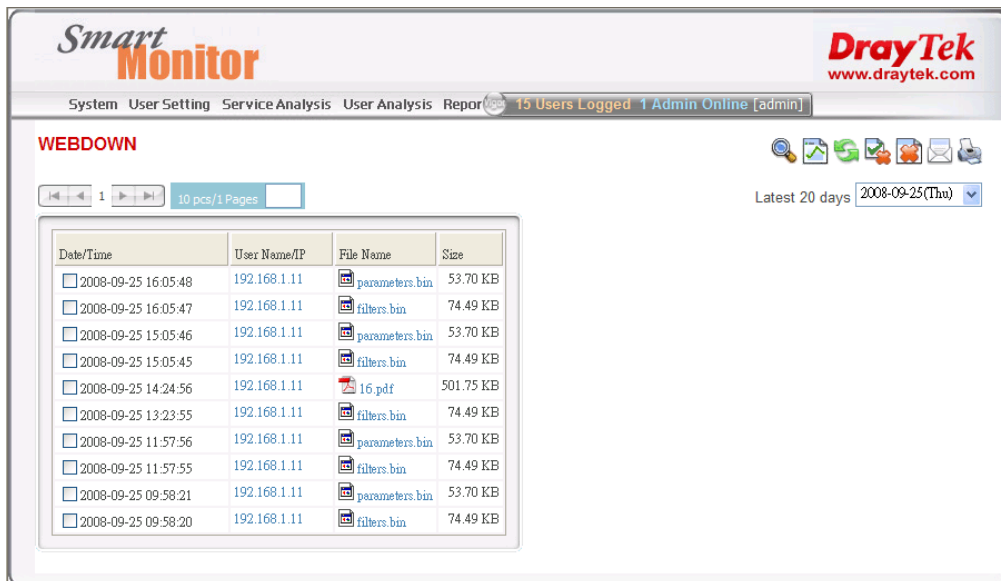 Smart
Monitor
DrayTek
www.draytek.com
System User Setting Service Analysis User Analysis Repor 15 Users Logged 1 Admin Online [admin]
WEBDOWN
1 10 pcs/1 Pages
Latest 20 days 2008-09-25(Thu)
Date/Time User Name/IP File Name Size
2008-09-25 16:05:48 192.168.1.11 parameters.bin 53.70 KB
2008-09-25 16:05:47 192.168.1.11 filters.bin 74.49 KB
2008-09-25 15:05:46 192.168.1.11 parameters.bin 53.70 KB
2008-09-25 15:05:45 192.168.1.11 filters.bin 74.49 KB
2008-09-25 14:24:56 192.168.1.11 16.pdf 501.75 KB
2008-09-25 13:23:55 192.168.1.11 filters.bin 74.49 KB
2008-09-25 11:57:56 192.168.1.11 parameters.bin 53.70 KB
2008-09-25 11:57:55 192.168.1.11 filters.bin 74.49 KB
2008-09-25 09:58:21 192.168.1.11 parameters.bin 53.70 KB
2008-09-25 09:58:20 192.168.1.11 filters.bin 74.49 KB